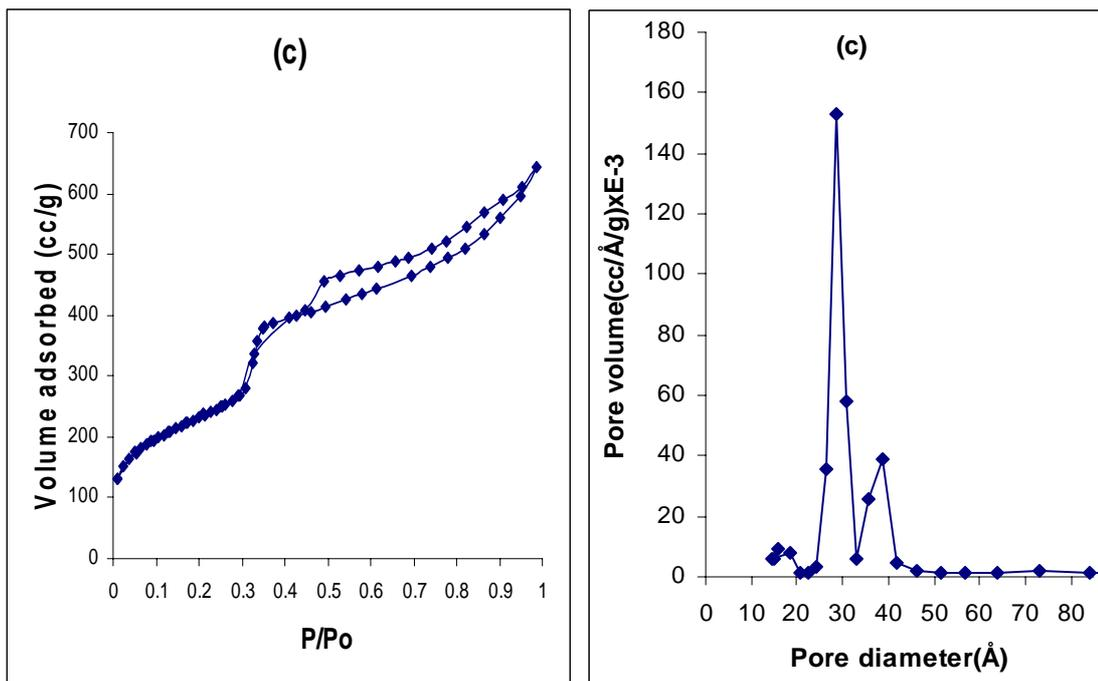 (c)
Volume adsorbed (cc/g)
700
600
500
400
300
200
100
0
0 0.1 0.2 0.3 0.4 0.5 0.6 0.7 0.8 0.9 1
P/Po
(c)
Pore volume(cc/Å/g)xE-3
180
160
140
120
100
80
60
40
20
0
0 10 20 30 40 50 60 70 80
Pore diameter(Å)